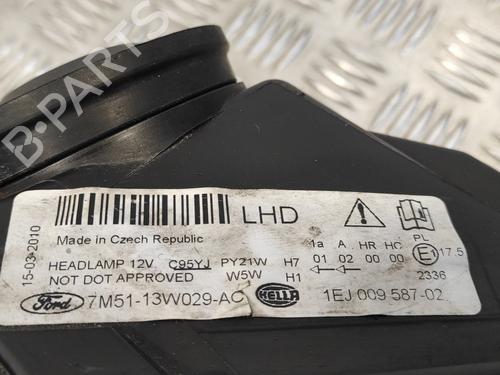 B-PARTS
LHD
Made in Czech Republic
15-03-2010
HEADLAMP 12V C95YJ PY21W H7
NOT DOT APPROVED W5W H1
1a A HR HC PL
01 02 00 00 E1 17.5
2336
Ford 7M51-13W029-AC HELLA 1EJ 009 587-02